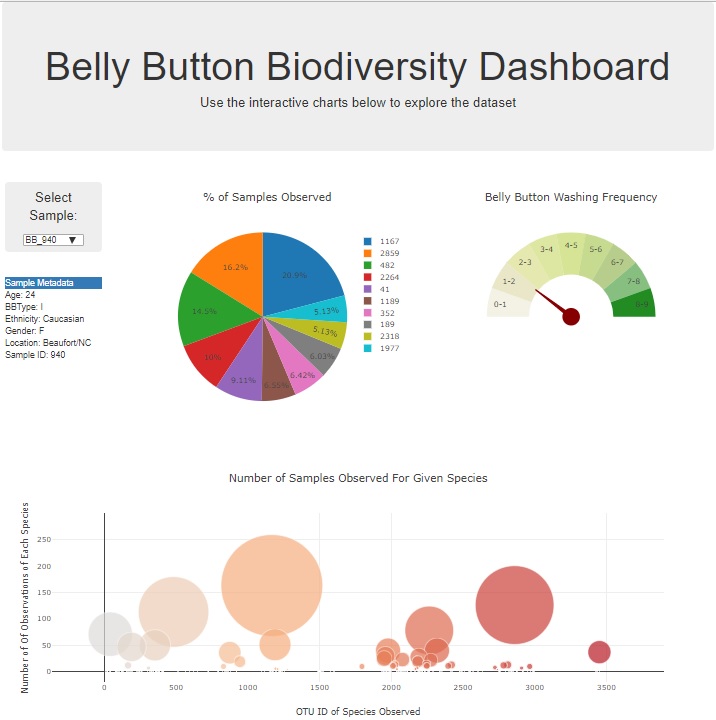 Belly Button Biodiversity Dashboard
Use the interactive charts below to explore the dataset
Select
Sample:
BB_940 ▼
Sample Metadata
Age: 24
BBType: I
Ethnicity: Caucasian
Gender: F
Location: Beaufort/NC
Sample ID: 940
% of Samples Observed
20.9%
16.2%
14.5%
10%
9.11%
6.42%
6.03%
5.13%
5.13%
1167
2859
482
2264
41
1189
352
189
2318
1977
Belly Button Washing Frequency
0-1
1-2
2-3
3-4
4-5
5-6
6-7
7-8
8-9
Number of Samples Observed For Given Species
Number of Of Observations of Each Species
250
200
150
100
50
0
0
500
1000
1500
2000
2500
3000
3500
OTU ID of Species Observed